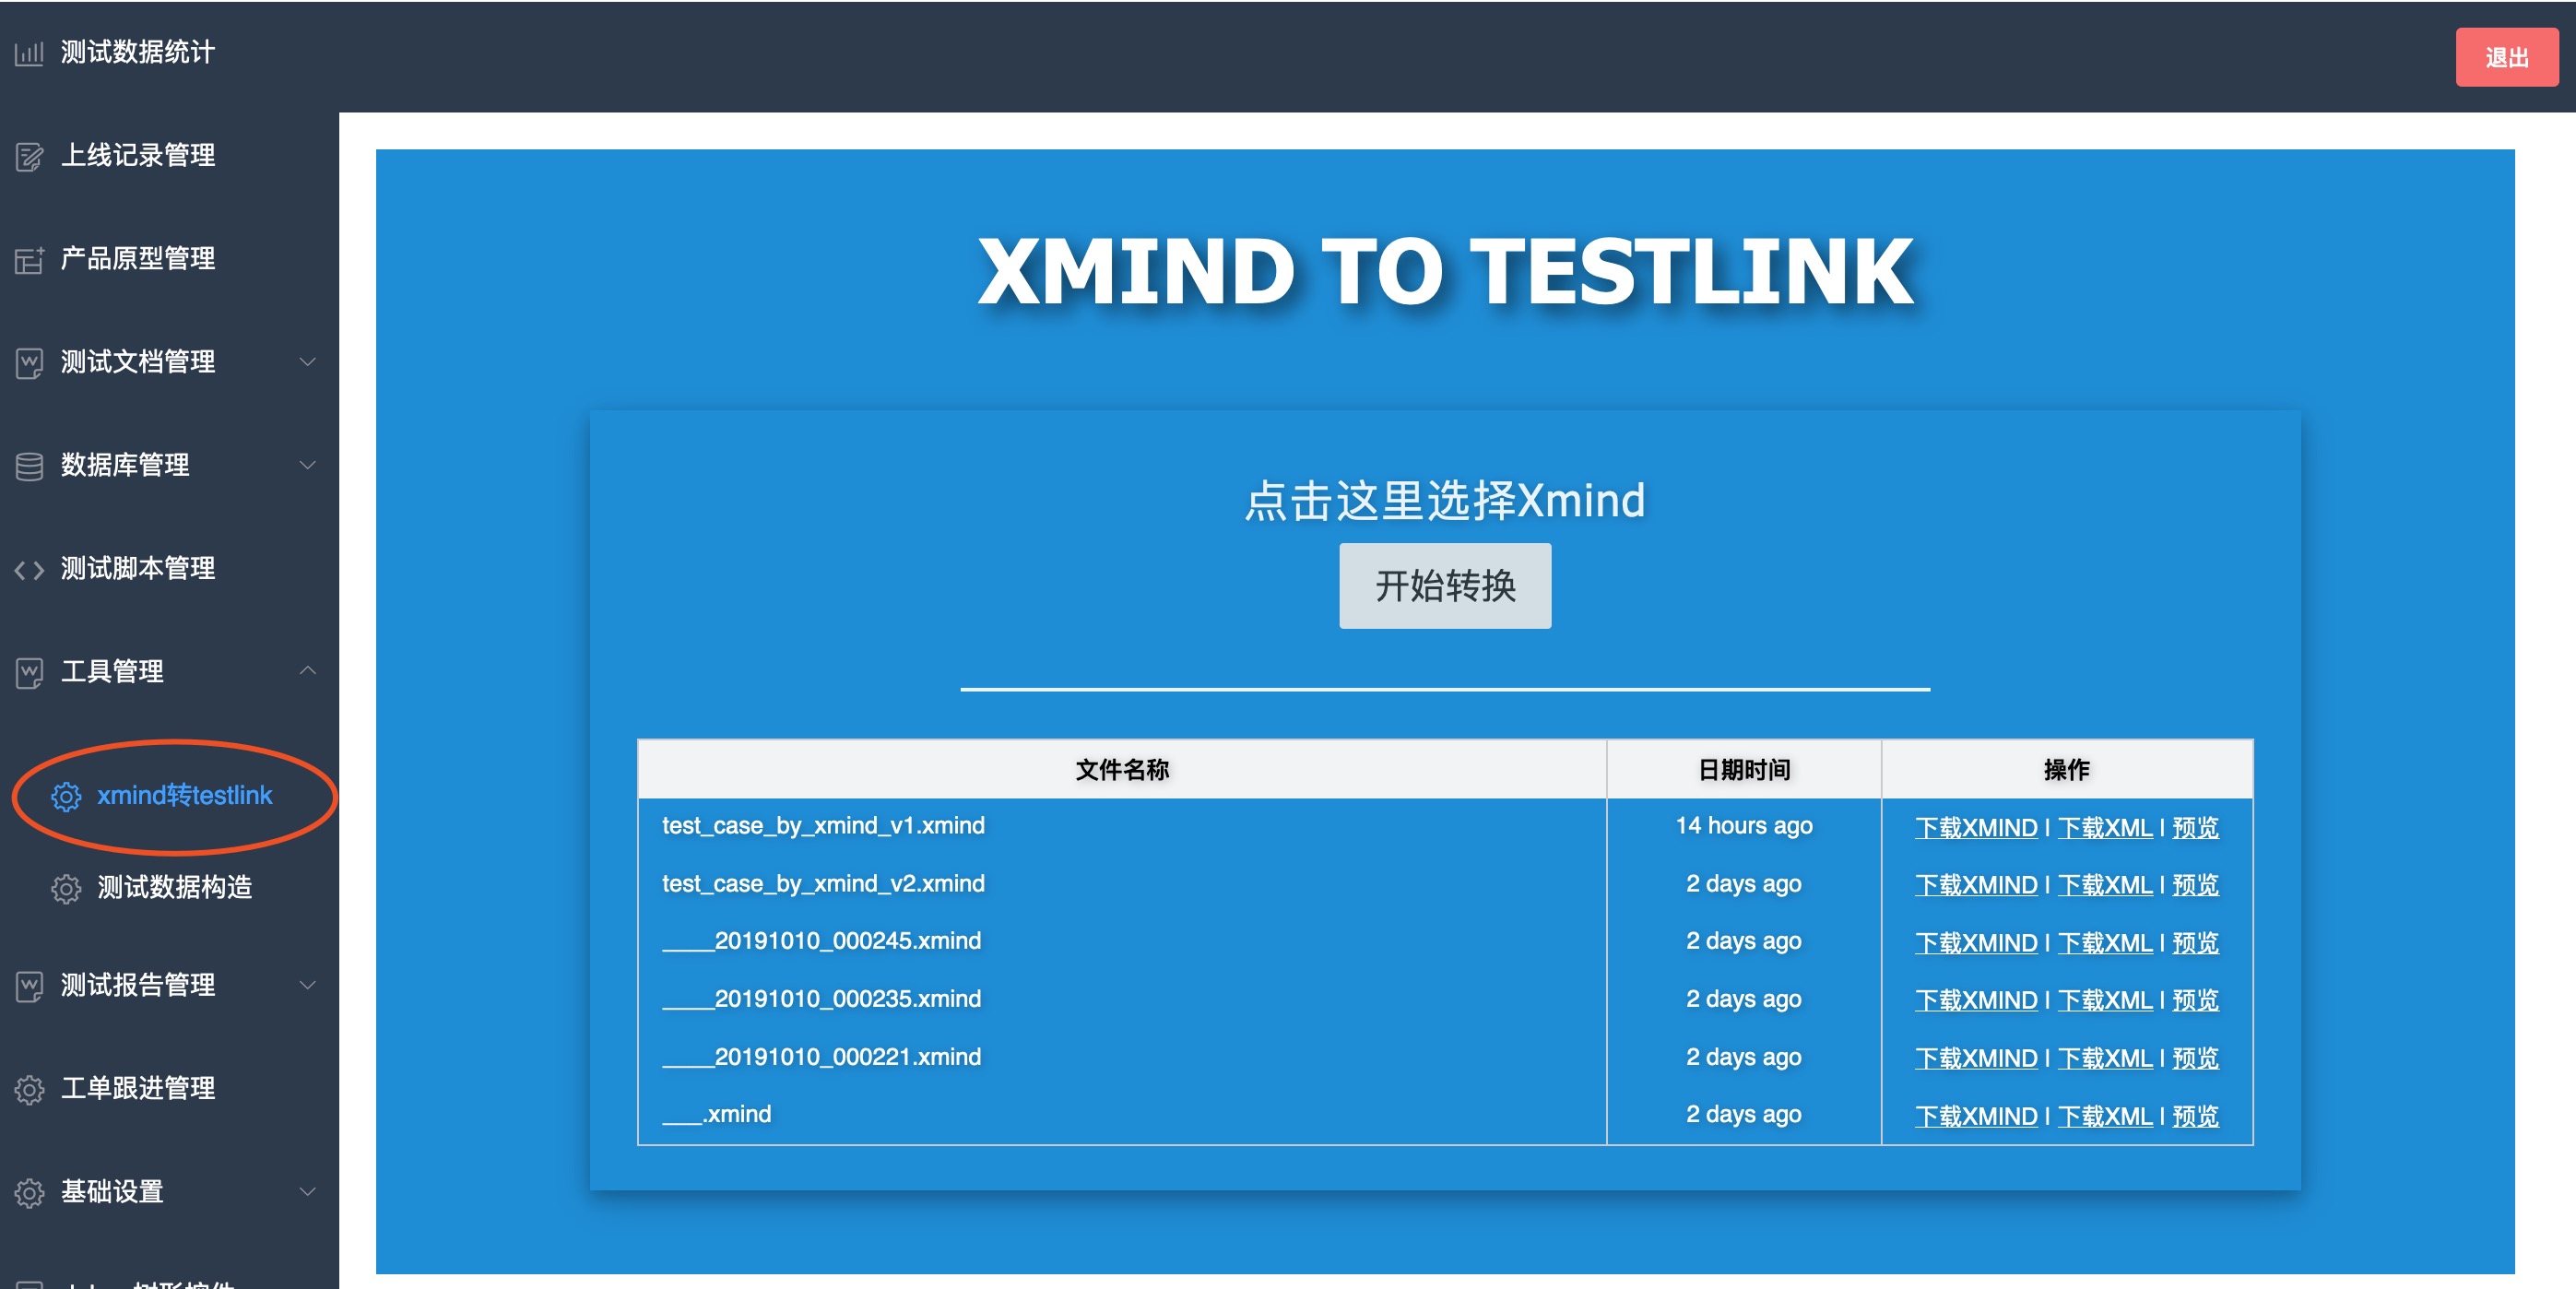 测试数据统计
退出
上线记录管理
产品原型管理
测试文档管理
数据库管理
测试脚本管理
工具管理
xmind转testlink
测试数据构造
测试报告管理
工单跟进管理
基础设置
XMIND TO TESTLINK
点击这里选择Xmind
开始转换
文件名称 日期时间 操作
test_case_by_xmind_v1.xmind 14 hours ago 下载XMIND | 下载XML | 预览
test_case_by_xmind_v2.xmind 2 days ago 下载XMIND | 下载XML | 预览
____20191010_000245.xmind 2 days ago 下载XMIND | 下载XML | 预览
____20191010_000235.xmind 2 days ago 下载XMIND | 下载XML | 预览
____20191010_000221.xmind 2 days ago 下载XMIND | 下载XML | 预览
___.xmind 2 days ago 下载XMIND | 下载XML | 预览